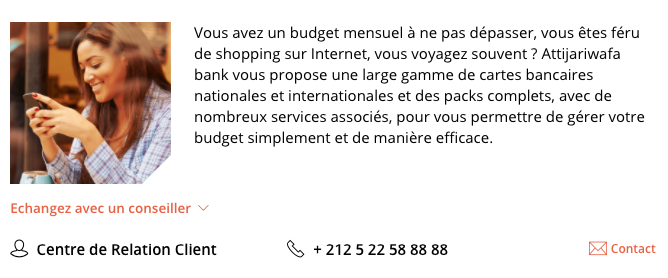 Vous avez un budget mensuel à ne pas dépasser, vous êtes féru
de shopping sur Internet, vous voyagez souvent ? Attijariwafa
bank vous propose une large gamme de cartes bancaires
nationales et internationales et des packs complets, avec de
nombreux services associés, pour vous permettre de gérer votre
budget simplement et de manière efficace.
Echangez avec un conseiller
Centre de Relation Client
+ 212 5 22 58 88 88
Contact